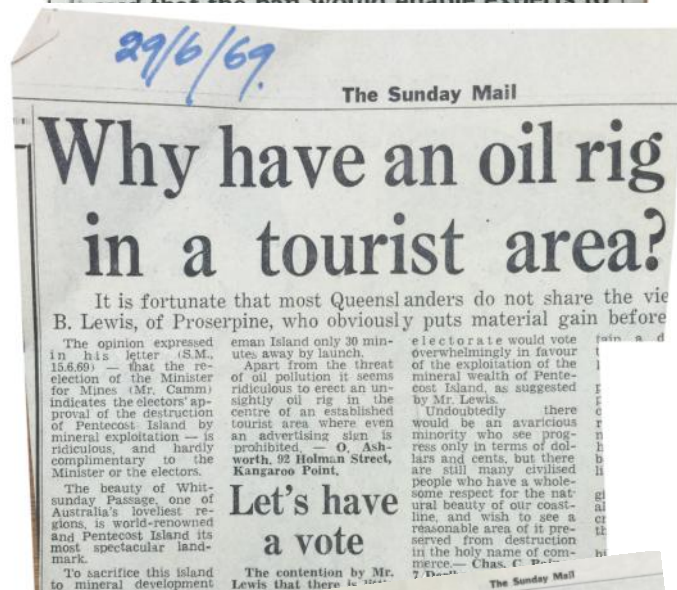 29/6/69.
The Sunday Mail
Why have an oil rig
in a tourist area?
It is fortunate that most Queenslanders do not share the
B. Lewis, of Proserpine, who obviously puts material gain before
The opinion expressed
in his letter (S.M.,
15.6.69) — that the re-
election of the Minister
for Mines (Mr. Camm)
indicates the electors' ap-
proval of the destruction
of Pentecost Island by
mineral exploitation — is
ridiculous, and hardly
complimentary to the
Minister or the electors.
The beauty of Whit-
sunday Passage, one of
Australia's loveliest re-
gions, is world-renowned
and Pentecost Island its
most spectacular land-
mark.
To sacrifice this island
to mineral development
eman Island only 30 min-
utes away by launch.
Apart from the threat
of oil pollution it seems
ridiculous to erect an un-
sightly oil rig in the
centre of an established
tourist area where even
an advertising sign is
prohibited. — O. Ash-
worth, 92 Holman Street,
Kangaroo Point.
Let's have
a vote
The contention by Mr.
Lewis that there is
electorate would vote
overwhelmingly in favour
of the exploitation of the
mineral wealth of Pente-
cost Island, as suggested
by Mr. Lewis.
Undoubtedly there
would be an avaricious
minority who see prog-
ress only in terms of dol-
lars and cents, but there
are still many civilised
people who have a whole-
some respect for the nat-
ural beauty of our coast-
line, and wish to see a
reasonable area of it pre-
served from destruction
in the holy name of com-
merce.— Chas. C.
The Sunday Mail